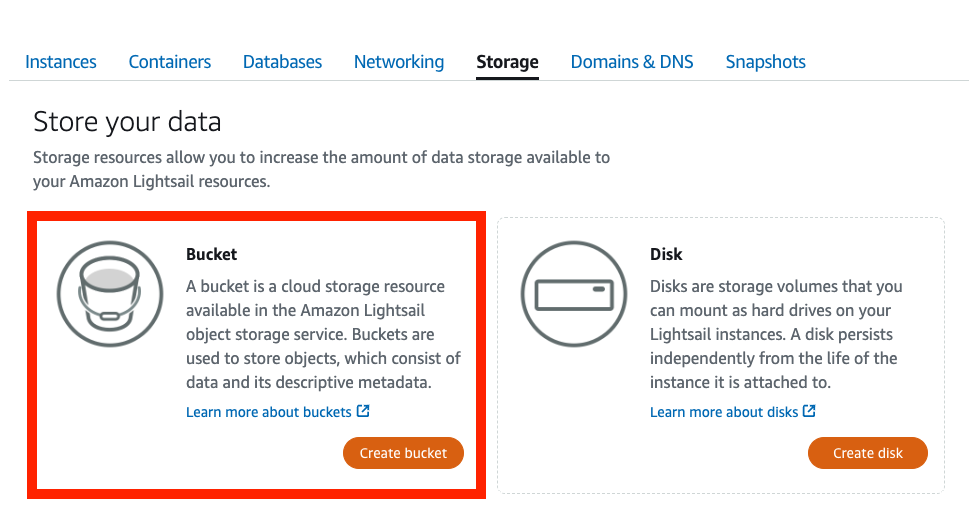 Instances Containers Databases Networking Storage Domains & DNS Snapshots
Store your data
Storage resources allow you to increase the amount of data storage available to
your Amazon Lightsail resources.
Bucket
A bucket is a cloud storage resource
available in the Amazon Lightsail
object storage service. Buckets are
used to store objects, which consist of
data and its descriptive metadata.
Learn more about buckets
Create bucket
Disk
Disks are storage volumes that you
can mount as hard drives on your
Lightsail instances. A disk persists
independently from the life of the
instance it is attached to.
Learn more about disks
Create disk